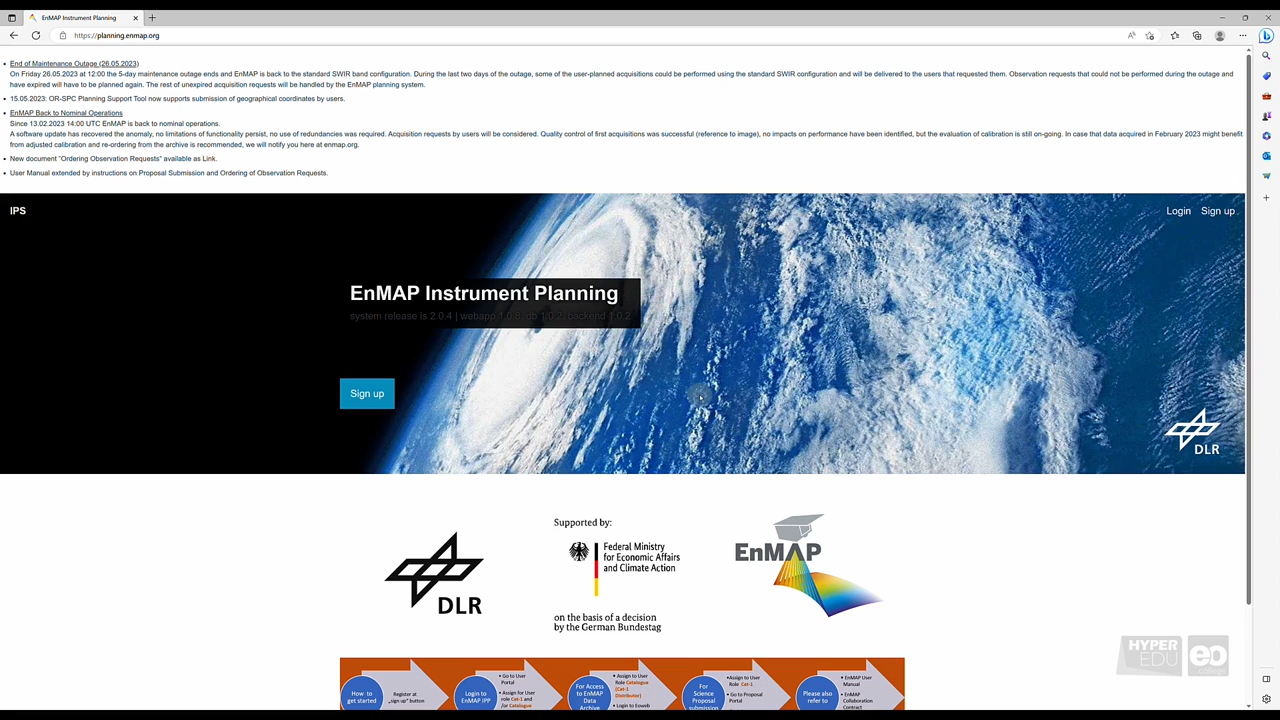 EnMAP Instrument Planning
https://planning.enmap.org
End of Maintenance Outage (26.05.2023)
On Friday 26.05.2023 at 12:00 the 5-day maintenance outage ends and EnMAP is back to the standard SWIR band configuration. During the last two days of the outage, some of the user-planned acquisitions could be performed using the standard SWIR configuration and will be delivered to the users that requested them. Observation requests that could not be performed during the outage and
have expired will have to be planned again. The rest of unexpired acquisition requests will be handled by the EnMAP planning system.
15.05.2023: OR-SPC Planning Support Tool now supports submission of geographical coordinates by users.
EnMAP Back to Nominal Operations
Since 13.02.2023 14:00 UTC EnMAP is back to nominal operations.
A software update has recovered the anomaly, no limitations of functionality persist, no use of redundancies was required. Acquisition requests by users will be considered. Quality control of first acquisitions was successful (reference to image), no impacts on performance have been identified, but the evaluation of calibration is still on-going. In case that data acquired in February 2023 might benefit
from adjusted calibration and re-ordering from the archive is recommended, we will notify you here at enmap.org.
New document "Ordering Observation Requests" available as Link.
User Manual extended by instructions on Proposal Submission and Ordering of Observation Requests.
IPS
Login Sign up
EnMAP Instrument Planning
system release is 2.0.4 | webapp 1.0.8, db 1.0.2, backend 1.0.2
Sign up
DLR
Supported by:
Federal Ministry
for Economic Affairs
and Climate Action
on the basis of a decision
by the German Bundestag
DLR
EnMAP
HYPER
EDU
eo
How to
get started
Register at
„sign-up" button
Login to
EnMAP IPP
• Go to User
Portal
• Assign for User
role Cat-1 and
/or Catalogue
For Access
to EnMAP
Data
Archive
• Assign to User
Role Catalogue
(Cat-1
Distributor)
• Login to Eoweb
For
Science
Proposal
submission
•Assign to User
Role Cat-1
• Go to Proposal
Portal
Please also
refer to
• EnMAP User
Manual
• EnMAP
Collaboration
Contract